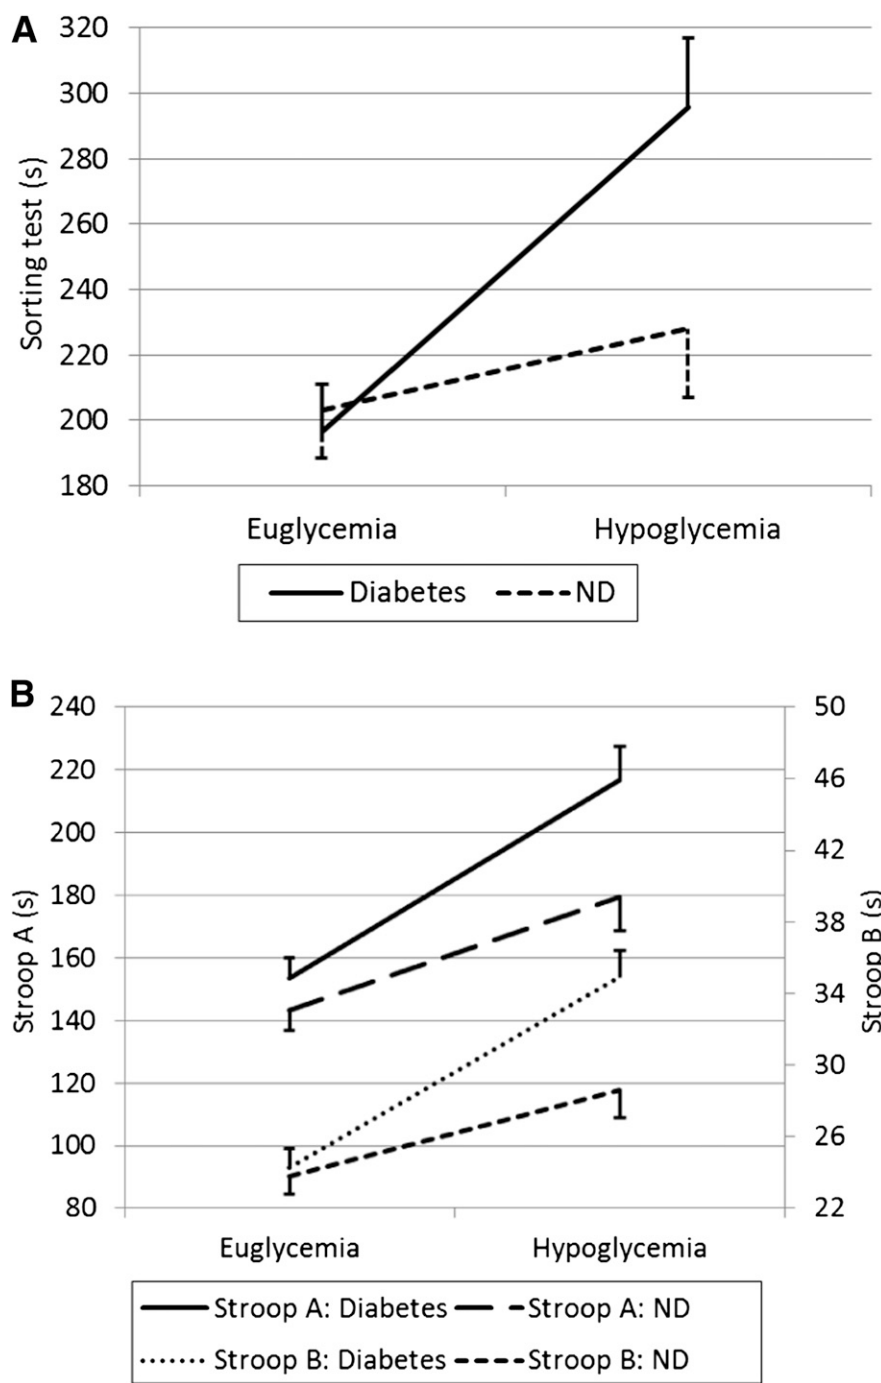 A
320
300
280
260
240
220
200
180
Sorting test (s)
Euglycemia Hypoglycemia
Diabetes ND
B
240
220
200
180
160
140
120
100
80
Stroop A (s)
50
46
42
38
34
30
26
22
Stroop B (s)
Euglycemia Hypoglycemia
Stroop A: Diabetes Stroop A: ND
Stroop B: Diabetes Stroop B: ND